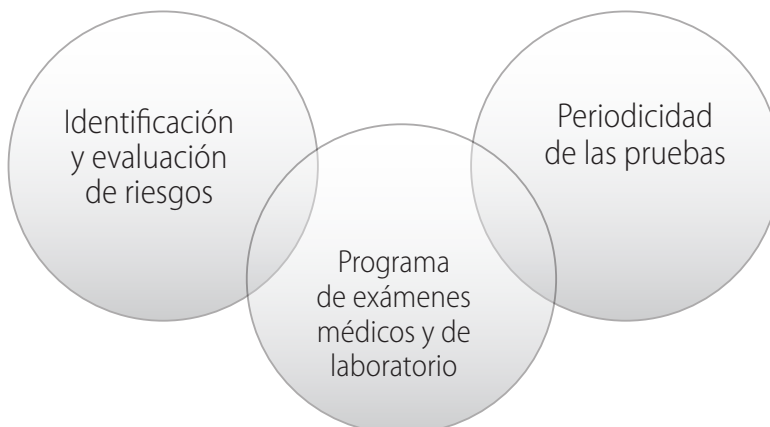 Identificación
y evaluación
de riesgos
Programa
de exámenes
médicos y de
laboratorio
Periodicidad
de las pruebas